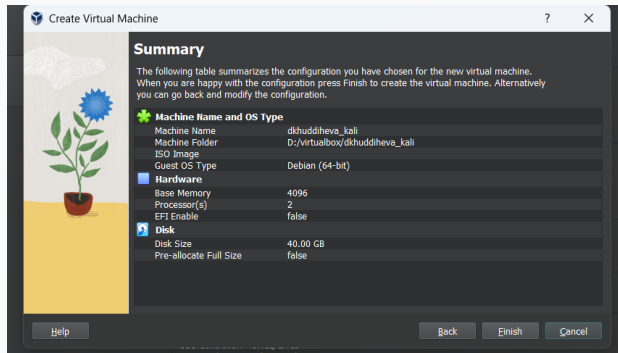 Create Virtual Machine
Summary
The following table summarizes the configuration you have chosen for the new virtual machine.
When you are happy with the configuration press Finish to create the virtual machine. Alternatively
you can go back and modify the configuration.
Machine Name and OS Type
Machine Name dkhuddiheva_kali
Machine Folder D:/virtualbox/dkhuddiheva_kali
ISO Image
Guest OS Type Debian (64-bit)
Hardware
Base Memory 4096
Processor(s) 2
EFI Enable false
Disk
Disk Size 40.00 GB
Pre-allocate Full Size false
Help Back Finish Cancel